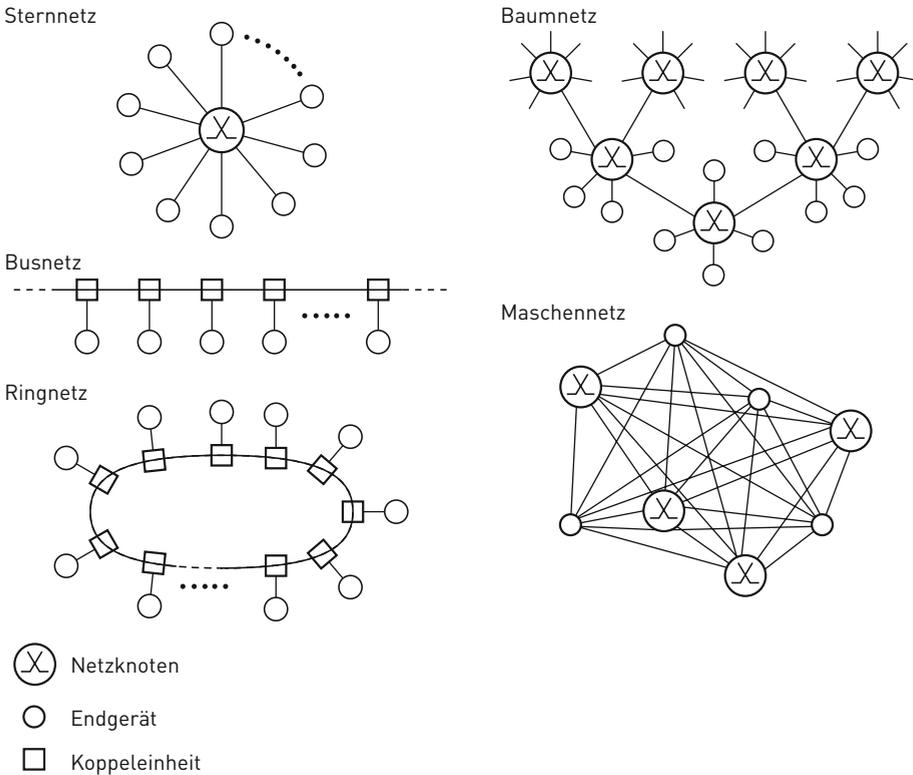 Sternnetz
Busnetz
Ringnetz
Baumnetz
Maschennetz
Netzknoten
Endgerät
Koppeleinheit